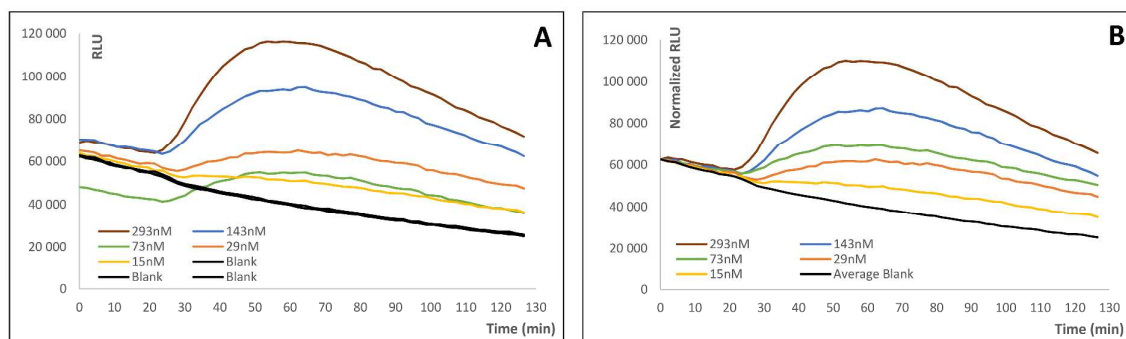 A
RLU
120 000
100 000
80 000
60 000
40 000
20 000
0
293nM 143nM
73nM 29nM
15nM Blank
Blank Blank
0 10 20 30 40 50 60 70 80 90 100 110 120 130
Time (min)
B
Normalized RLU
120 000
100 000
80 000
60 000
40 000
20 000
0
293nM 143nM
73nM 29nM
15nM Average Blank
0 10 20 30 40 50 60 70 80 90 100 110 120 130
Time (min)